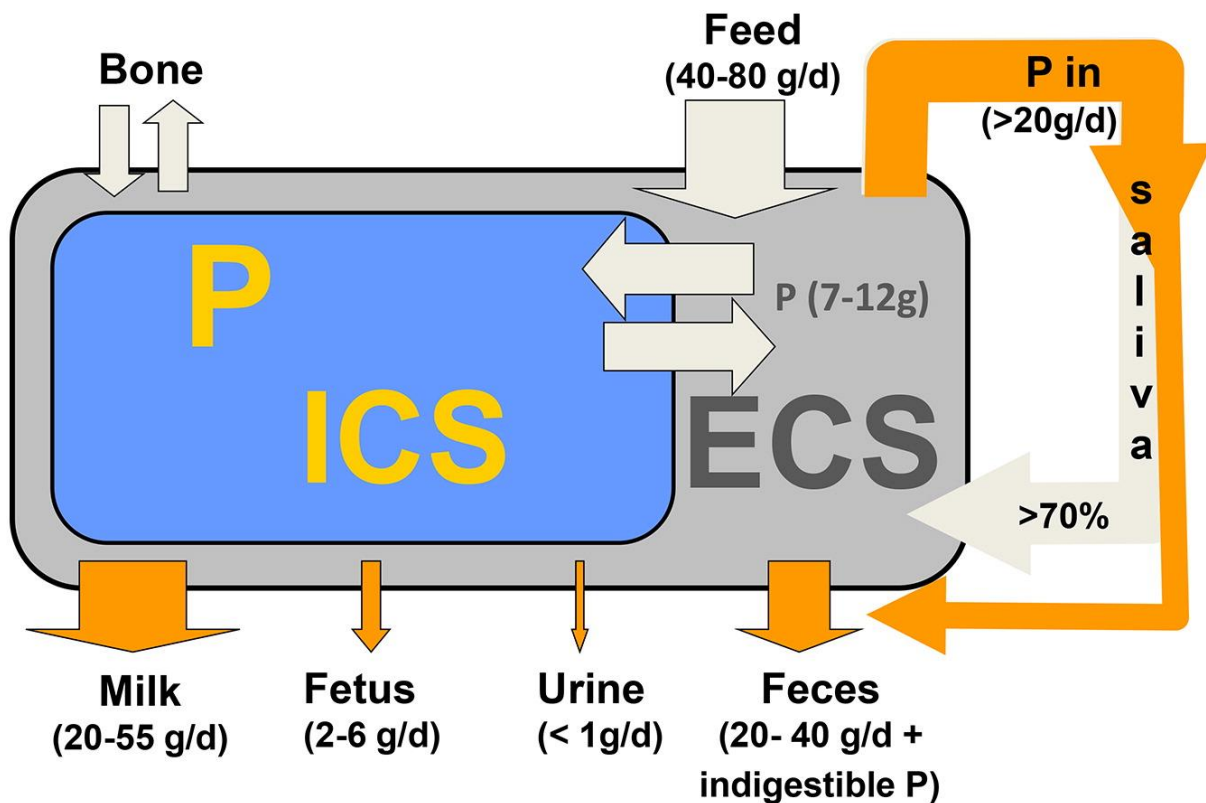 Bone
Feed
(40-80 g/d)
P in
(>20g/d)
saliva
P
P (7-12g)
ICS
ECS
>70%
Milk
(20-55 g/d)
Fetus
(2-6 g/d)
Urine
(< 1g/d)
Feces
(20- 40 g/d +
indigestible P)